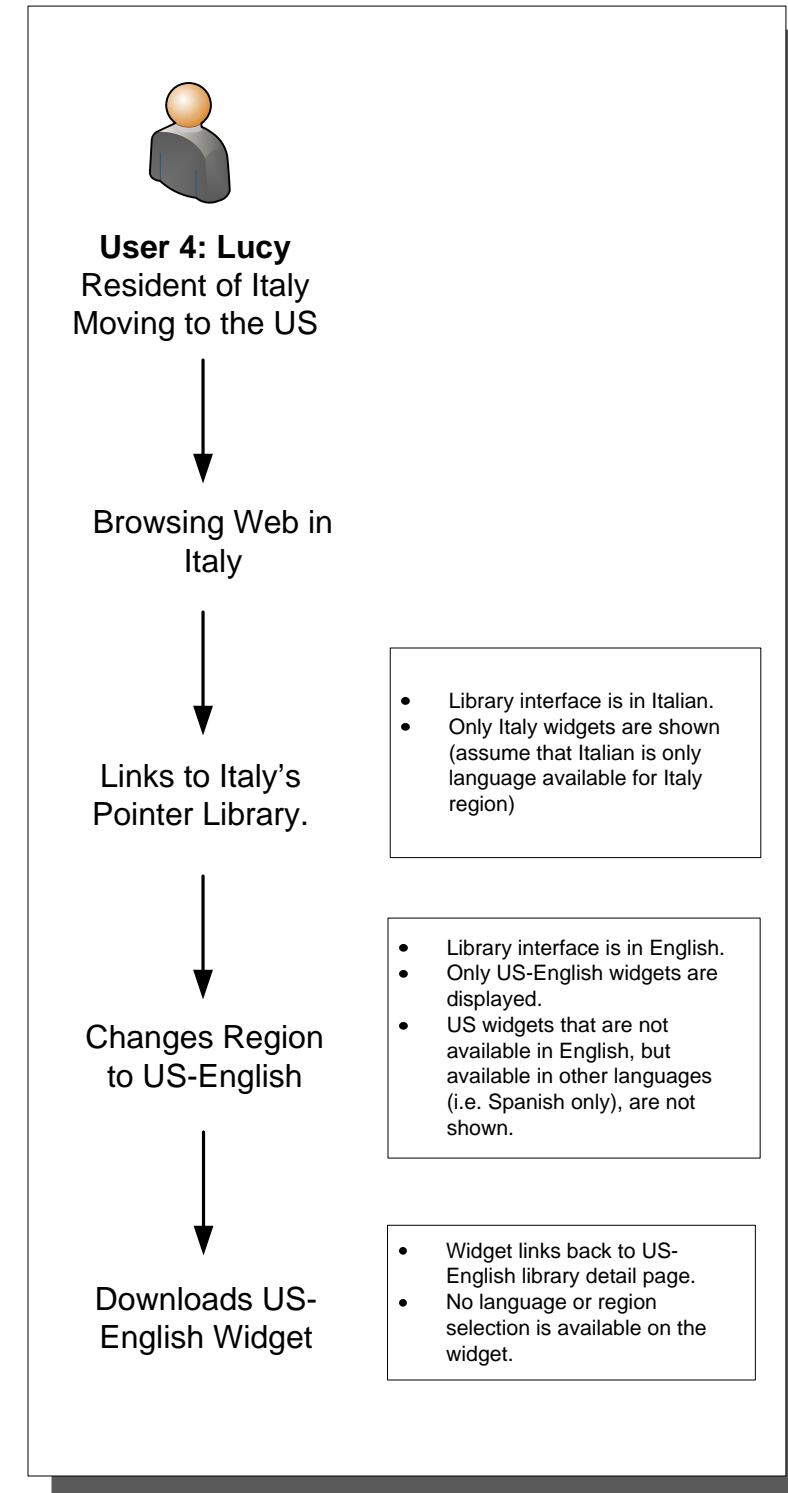 User 4: Lucy
Resident of Italy
Moving to the US
Browsing Web in
Italy
Links to Italy's
Pointer Library.
• Library interface is in Italian.
• Only Italy widgets are shown
(assume that Italian is only
language available for Italy
region)
Changes Region
to US-English
• Library interface is in English.
• Only US-English widgets are
displayed.
• US widgets that are not
available in English, but
available in other languages
(i.e. Spanish only), are not
shown.
Downloads US-
English Widget
• Widget links back to US-
English library detail page.
• No language or region
selection is available on the
widget.